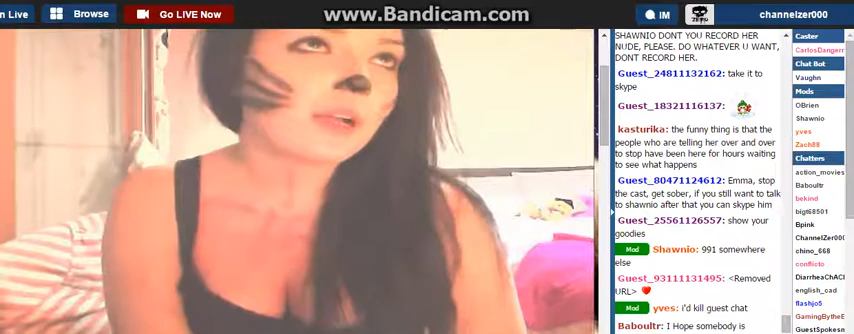 www.Bandicam.com
n Live
Browse
Go LIVE Now
IM
ZERO
channelzer000
SHAWNIO DONT YOU RECORD HER
NUDE, PLEASE. DO WHATEVER U WANT,
DONT RECORD HER.
Guest_24811132162: take it to
skype
Guest_18321116137:
kasturika: the funny thing is that the
people who are telling her over and over
to stop have been here for hours waiting
to see what happens
Guest_80471124612: Emma, stop
the cast, get sober, if you still want to talk
to shawnio after that you can skype him
Guest_25561126557: show your
goodies
Mod Shawnio: 991 somewhere
else
Guest_93111131495: <Removed
URL>
Mod yves: i'd kill guest chat
Baboultr: I Hope somebody is
Caster
CarlosDangerr
Chat Bot
Vaughn
Mods
OBrien
Shawnio
yves
Zach88
Chatters
action_movies
Baboultr
bekind
bigt68501
Bpink
ChannelZer00
chino_668
conflicto
DiarrheaChACI
english_cad
flashjo5
GamingBytheE
GuestSpokesn